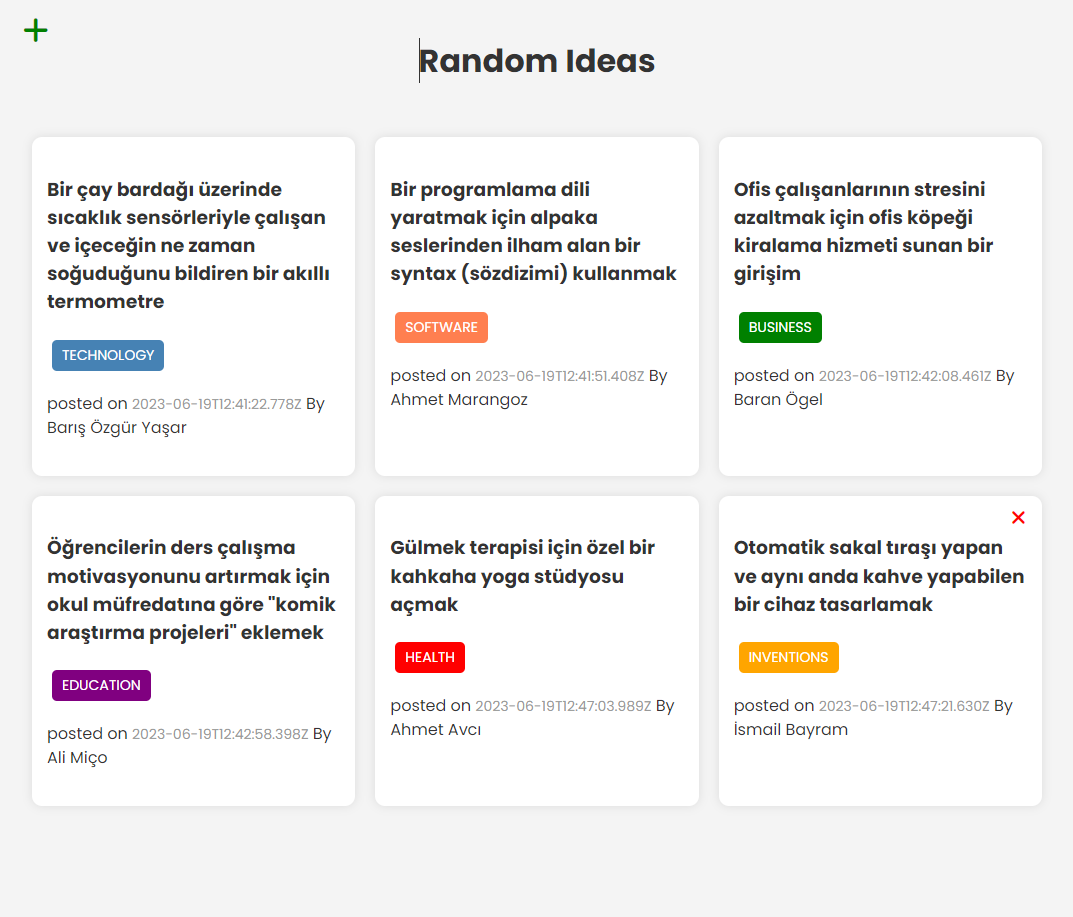 Random Ideas
Bir çay bardağı üzerinde
sıcaklık sensörleriyle çalışan
ve içeceğin ne zaman
soğuduğunu bildiren bir akıllı
termometre
TECHNOLOGY
posted on 2023-06-19T12:41:22.778Z By
Barış Özgür Yaşar
Bir programlama dili
yaratmak için alpaka
seslerinden ilham alan bir
syntax (sözdizimi) kullanmak
SOFTWARE
posted on 2023-06-19T12:41:51.408Z By
Ahmet Marangoz
Ofis çalışanlarının stresini
azaltmak için ofis köpeği
kiralama hizmeti sunan bir
girişim
BUSINESS
posted on 2023-06-19T12:42:08.461Z By
Baran Ögel
Öğrencilerin ders çalışma
motivasyonunu artırmak için
okul müfredatına göre "komik
araştırma projeleri" eklemek
EDUCATION
posted on 2023-06-19T12:42:58.398Z By
Ali Miço
Gülmek terapisi için özel bir
kahkaha yoga stüdyosu
açmak
HEALTH
posted on 2023-06-19T12:47:03.989Z By
Ahmet Avcı
Otomatik sakal tıraşı yapan
ve aynı anda kahve yapabilen
bir cihaz tasarlamak
INVENTIONS
posted on 2023-06-19T12:47:21.630Z By
İsmail Bayram